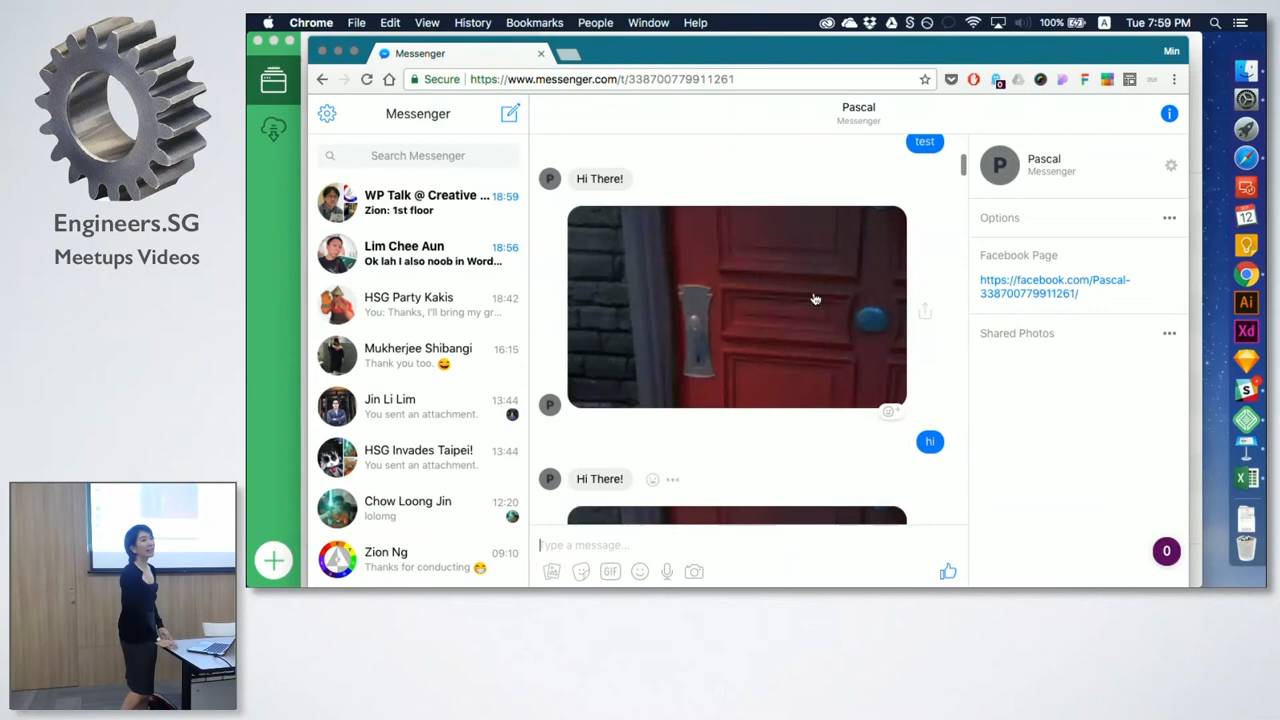 Chrome File Edit View History Bookmarks People Window Help
100% A Tue 7:59 PM
Engineers.SG
Meetups Videos
Messenger
Min
Secure https://www.messenger.com/t/338700779911261
0
Messenger
Search Messenger
WP Talk @ Creative ... 18:59
Zion: 1st floor
Lim Chee Aun 18:56
Ok lah I also noob in Word...
HSG Party Kakis 18:42
You: Thanks, I'll bring my gr...
Mukherjee Shibangi 16:15
Thank you too.
Jin Li Lim 13:44
You sent an attachment.
HSG Invades Taipei! 13:44
You sent an attachment.
Chow Loong Jin 12:20
lolomg
Zion Ng 09:10
Thanks for conducting
Pascal
Messenger
test
P Hi There!
P
hi
P Hi There!
Type a message...
GIF
P
Pascal
Messenger
Options
Facebook Page
https://facebook.com/Pascal-
338700779911261/
Shared Photos
0
12
Ai
Xd
S